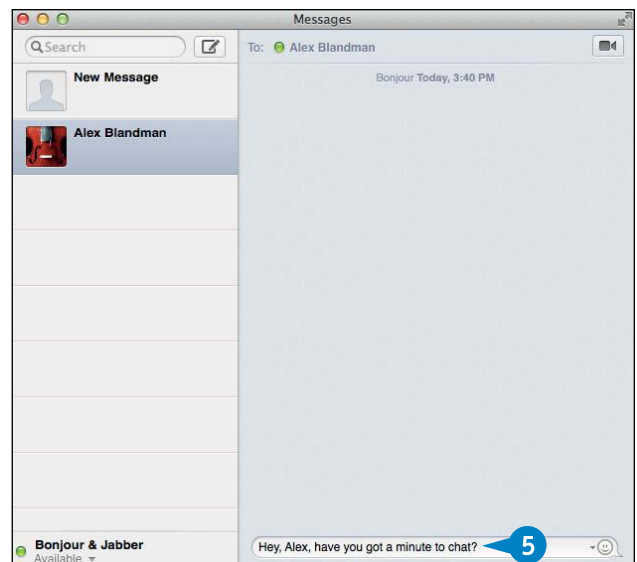 Messages
Search
To: Alex Blandman
New Message
Bonjour Today, 3:40 PM
Alex Blandman
Bonjour & Jabber
Available
Hey, Alex, have you got a minute to chat?
5